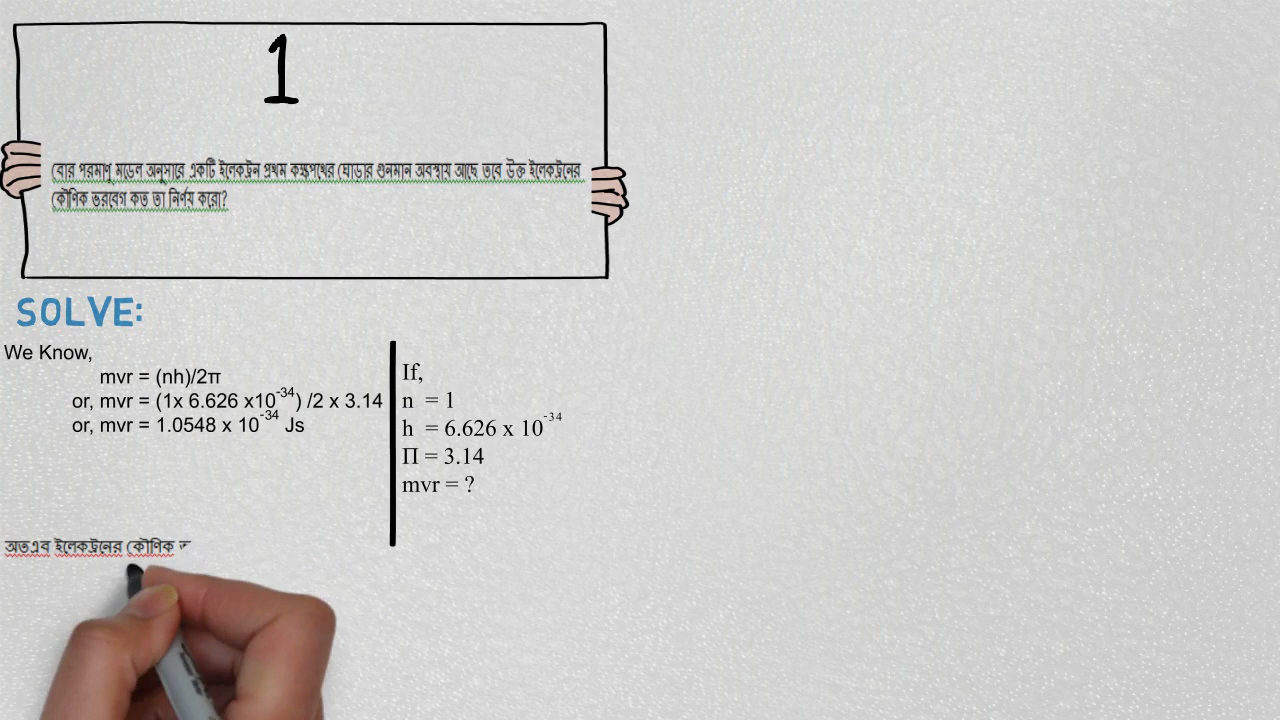 1
বোর পরমাণু মডেল অনুসারে একটি ইলেকট্রন প্রথম কক্ষপথের ঘোড়ার গুনমান অবস্থায় আছে তবে উক্ত ইলেকট্রনের
কৌণিক ভরবেগ কত তা নির্ণয় করো?
SOLVE:
We Know,
mvr = (nh)/2π
or, mvr = (1x 6.626 x10⁻³⁴) /2 x 3.14
or, mvr = 1.0548 x 10⁻³⁴ Js
If,
n = 1
h = 6.626 x 10⁻³⁴
Π = 3.14
mvr = ?
অতএব ইলেকট্রনের কৌণিক